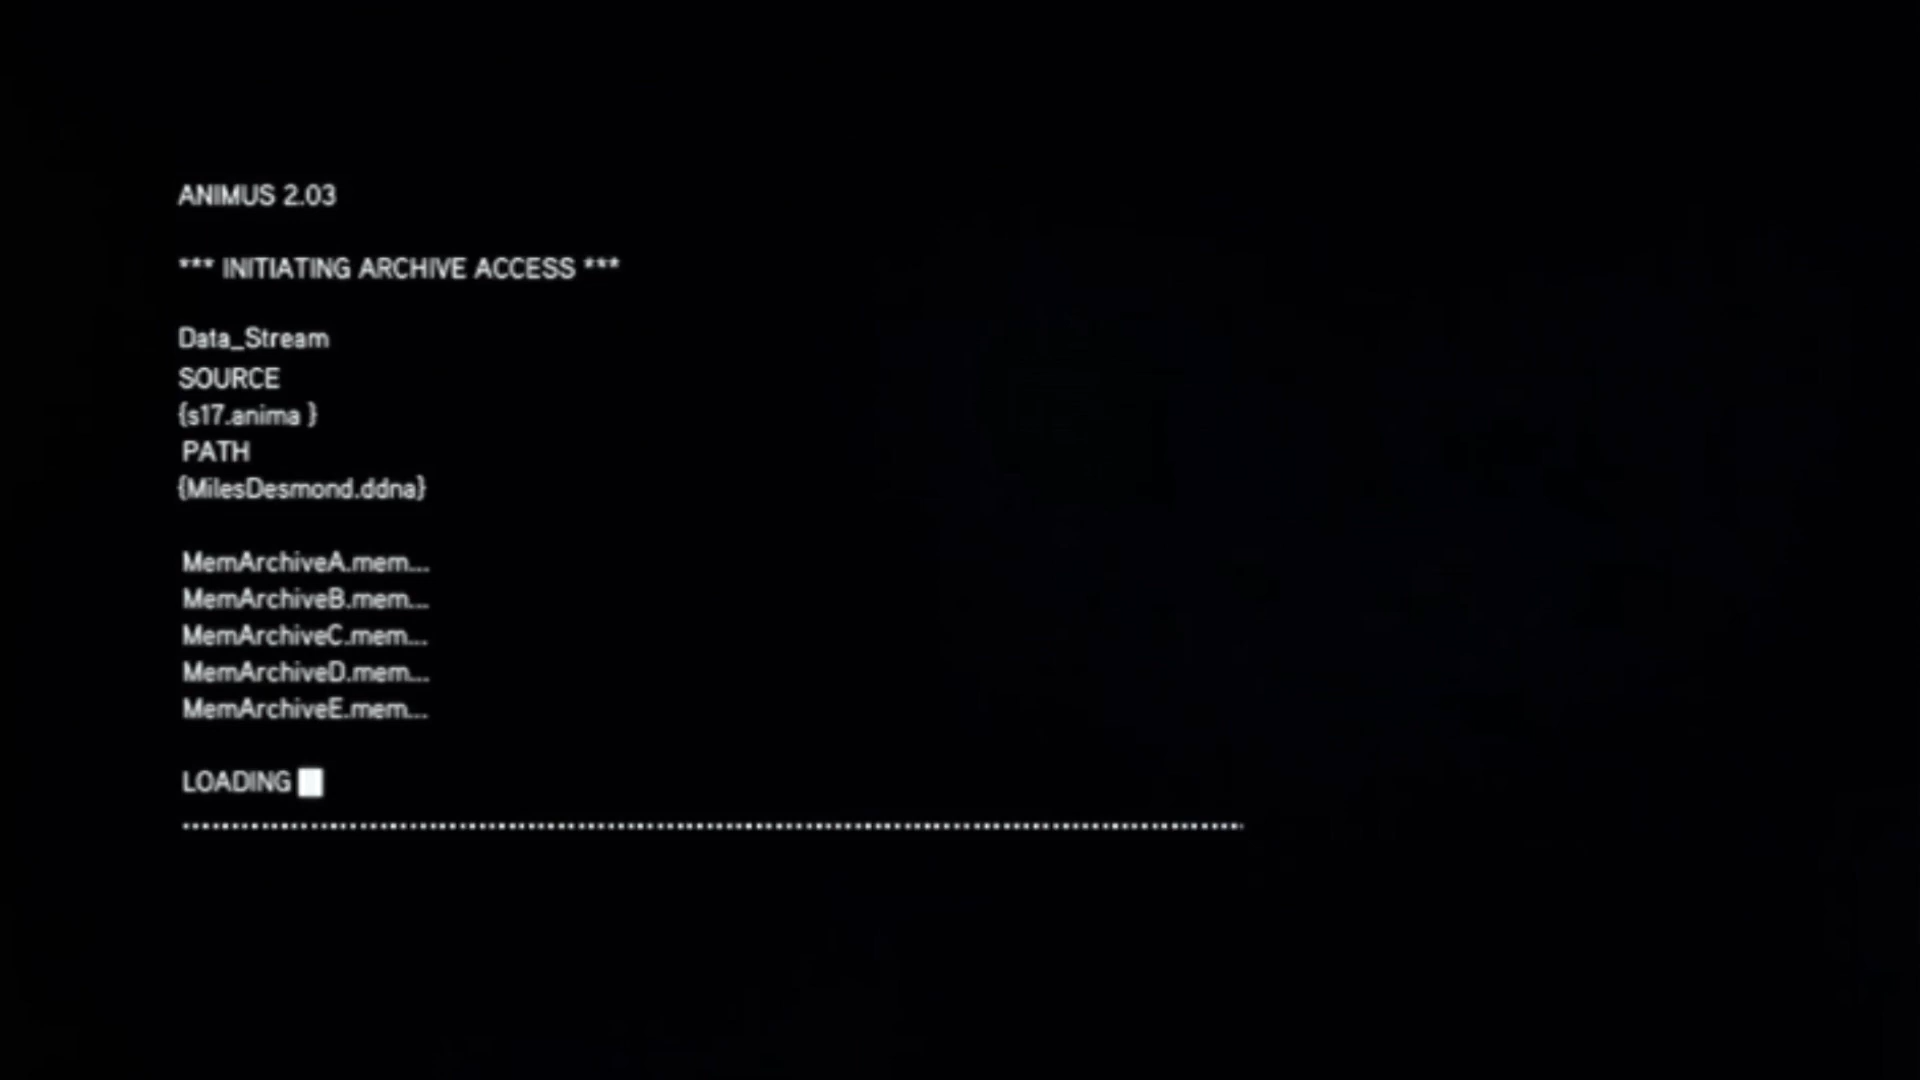 ANIMUS 2.03
*** INITIATING ARCHIVE ACCESS ***
Data_Stream
SOURCE
{s17.anima }
PATH
{MilesDesmond.ddna}
MemArchiveA.mem...
MemArchiveB.mem...
MemArchiveC.mem...
MemArchiveD.mem...
MemArchiveE.mem...
LOADING